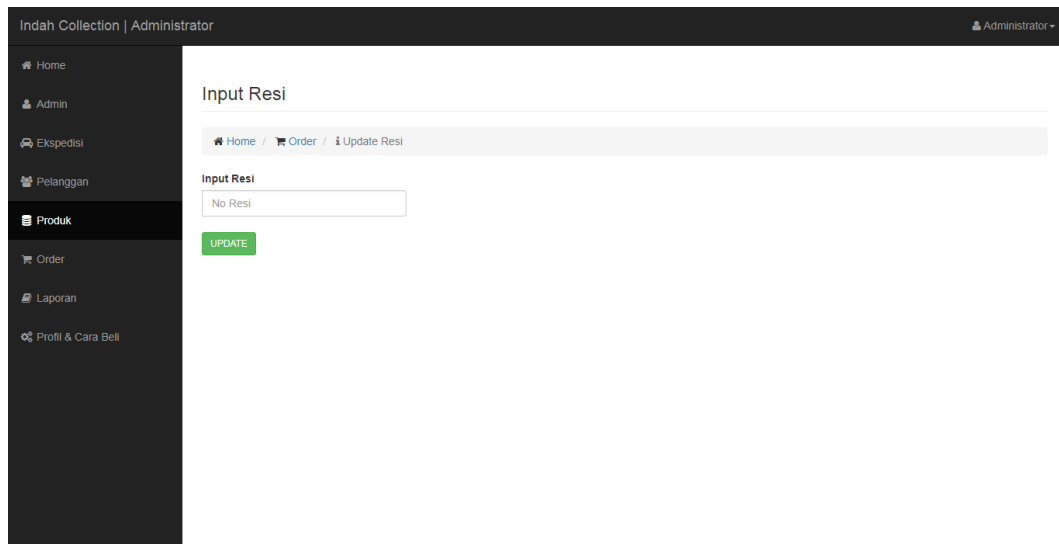 Indah Collection | Administrator
Administrator
Home
Admin
Ekspedisi
Pelanggan
Produk
Order
Laporan
Profil & Cara Beli
Input Resi
Home / Order / Update Resi
Input Resi
No Resi
UPDATE